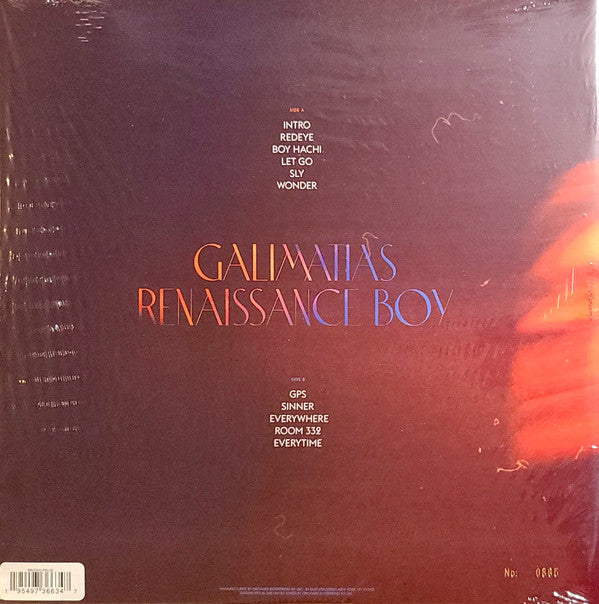 SIDE A
INTRO
REDEYE
BOY HACHI
LET GO
SLY
WONDER
GALIMATIAS
RENAISSANCE BOY
SIDE B
GPS
SINNER
EVERYWHERE
ROOM 332
EVERYTIME
No:
1 95497 36634 7